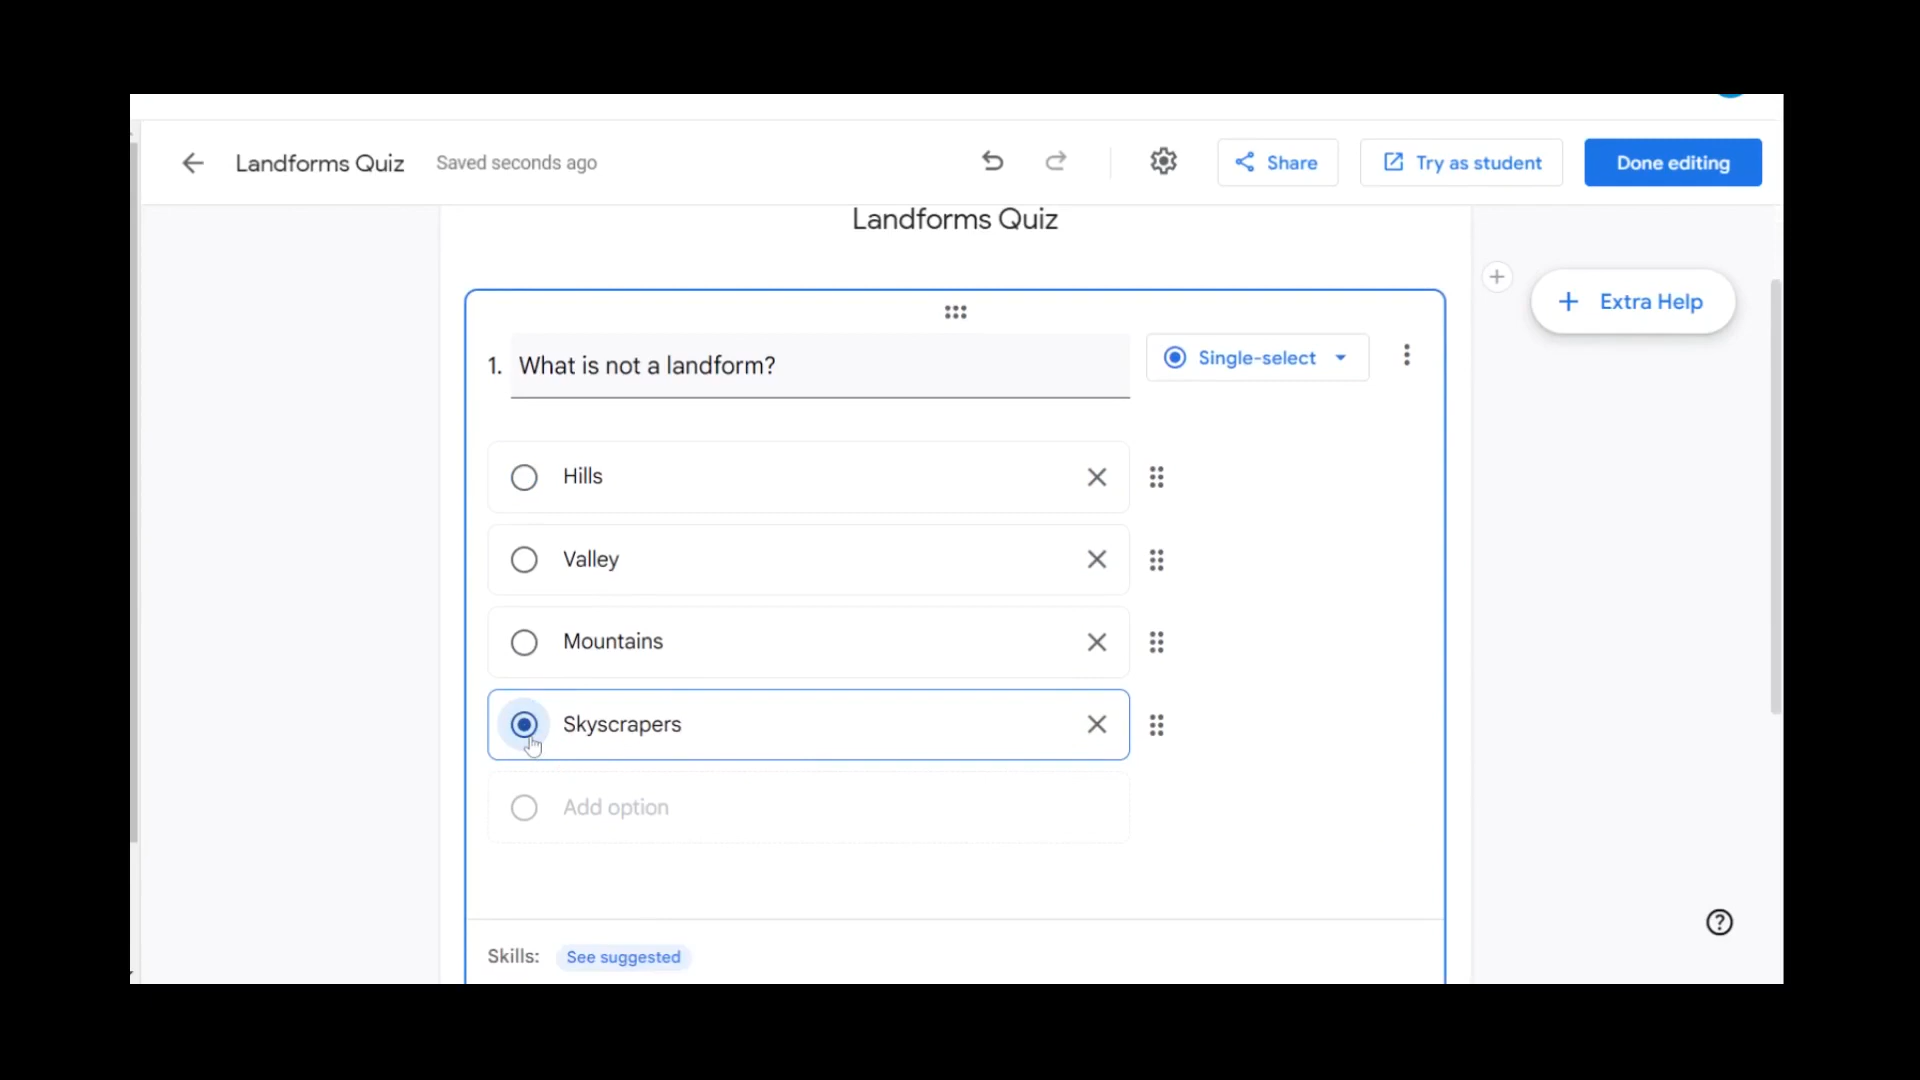 Landforms Quiz Saved seconds ago Share Try as student Done editing
Landforms Quiz
Extra Help
1. What is not a landform? Single-select
Hills
Valley
Mountains
Skyscrapers
Add option
Skills: See suggested